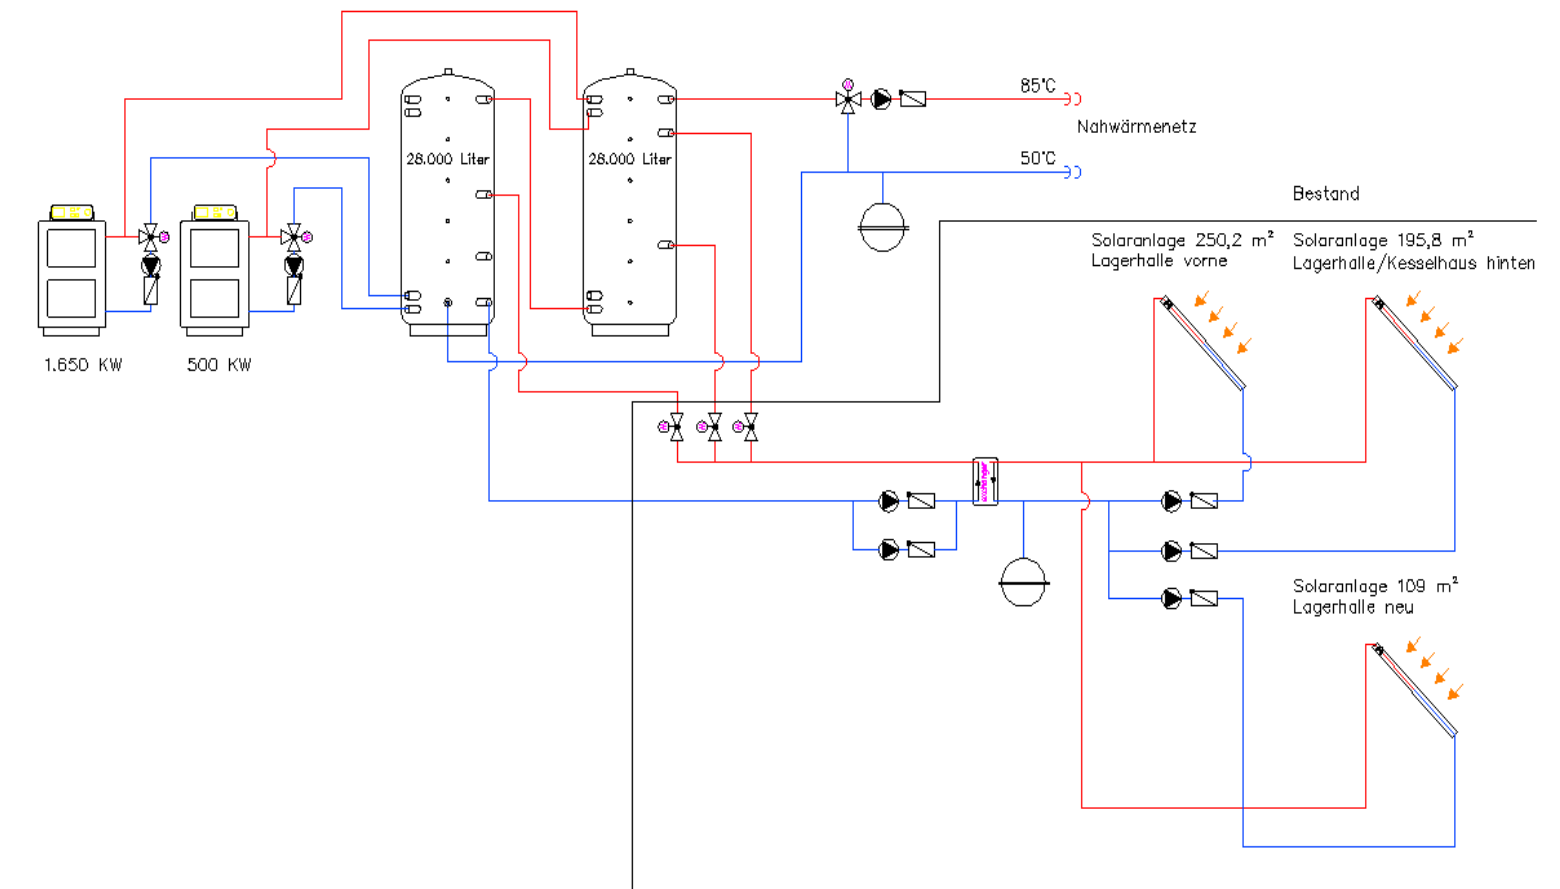 85°C
Nahwärmenetz
28.000 Liter
28.000 Liter
50°C
Bestand
Solaranlage 250,2 m²
Lagerhalle vorne
Solaranlage 195,8 m²
Lagerhalle/Kesselhaus hinten
1.650 KW
500 KW
exchanger
Solaranlage 109 m²
Lagerhalle neu